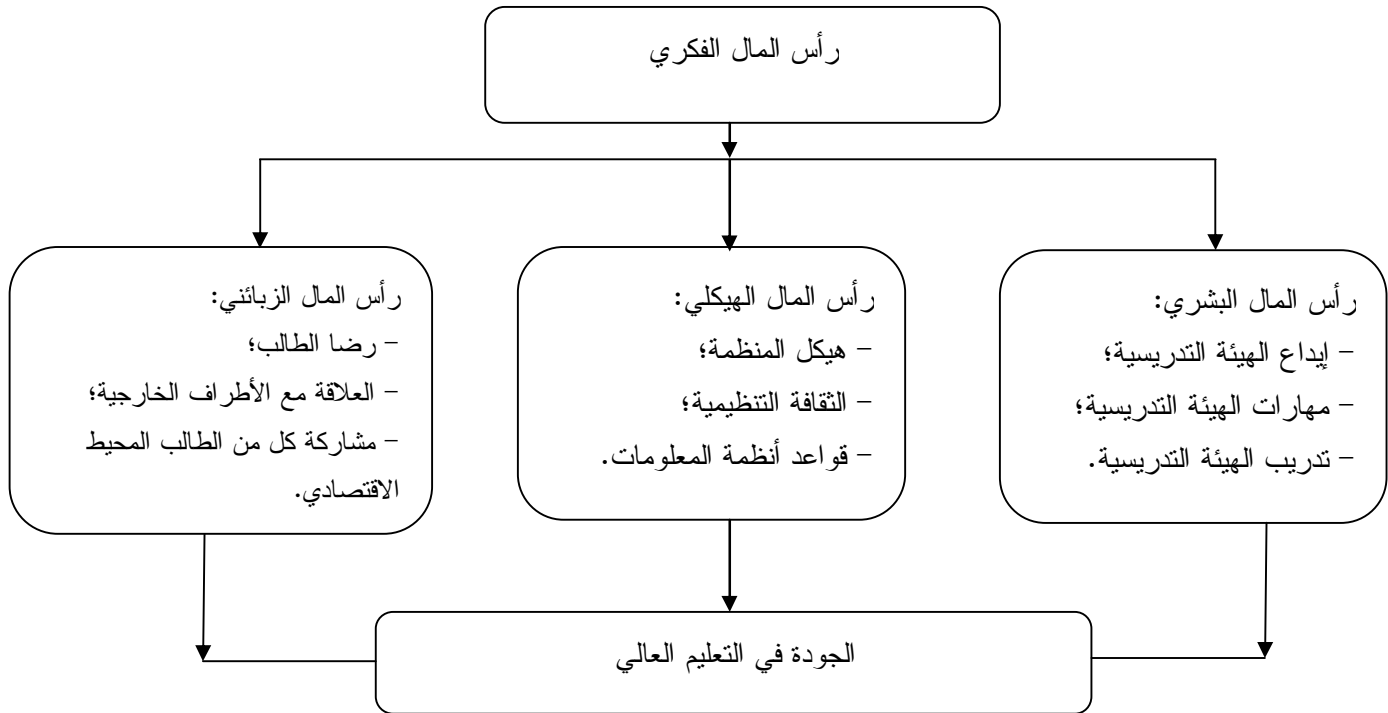 رأس المال الفكري
رأس المال البشري:
– إيداع الهيئة التدريسية؛
– مهارات الهيئة التدريسية؛
– تدريب الهيئة التدريسية.
رأس المال الهيكلي:
– هيكل المنظمة؛
– الثقافة التنظيمية؛
– قواعد أنظمة المعلومات.
رأس المال الزبائني:
– رضا الطالب؛
– العلاقة مع الأطراف الخارجية؛
– مشاركة كل من الطالب المحيط
الاقتصادي.
الجودة في التعليم العالي